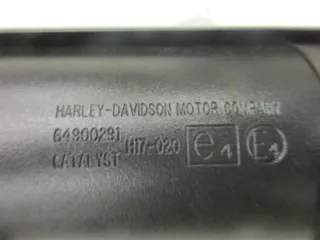 HARLEY-DAVIDSON MOTOR COMPANY
64900291
CATALYST H17-020 e4 E4